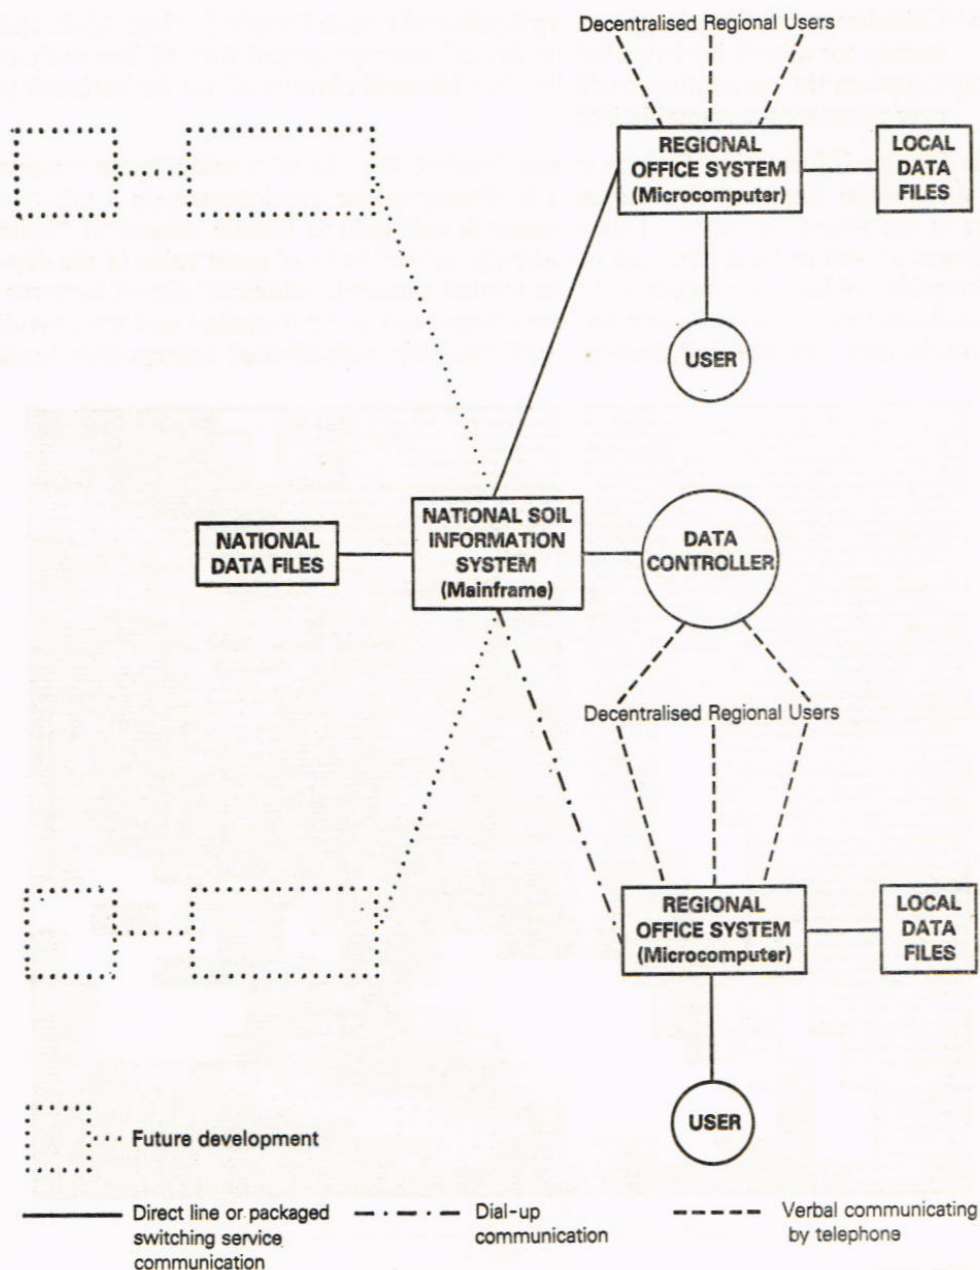 Decentralised Regional Users
REGIONAL
OFFICE SYSTEM
(Microcomputer)
LOCAL
DATA
FILES
USER
NATIONAL
DATA FILES
NATIONAL SOIL
INFORMATION
SYSTEM
(Mainframe)
DATA
CONTROLLER
Decentralised Regional Users
REGIONAL
OFFICE SYSTEM
(Microcomputer)
LOCAL
DATA
FILES
USER
Future development
Direct line or packaged
switching service
communication
Dial-up
communication
Verbal communicating
by telephone